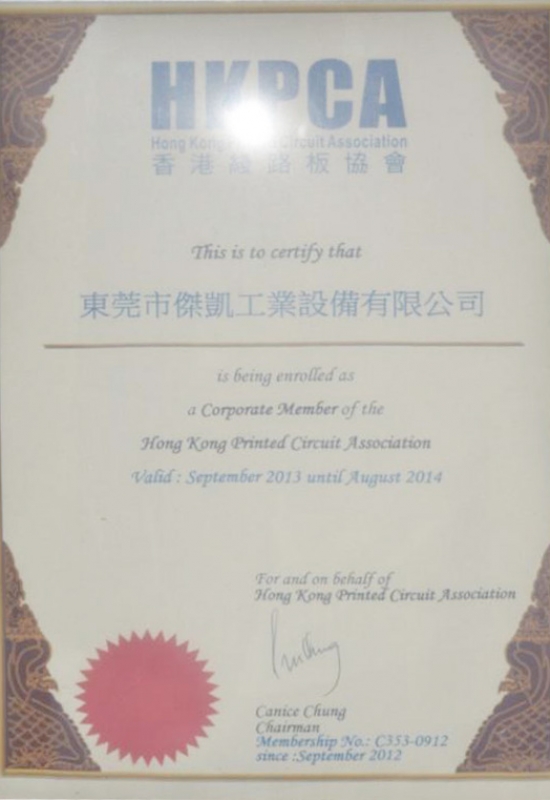 HKPCA
Hong Kong Printed Circuit Association
香港線路板協會
This is to certify that
東莞市傑凱工業設備有限公司
is being enrolled as
a Corporate Member of the
Hong Kong Printed Circuit Association
Valid : September 2013 until August 2014
For and on behalf of
Hong Kong Printed Circuit Association
Canice Chung
Chairman
Membership No.: C353-0912
since :September 2012